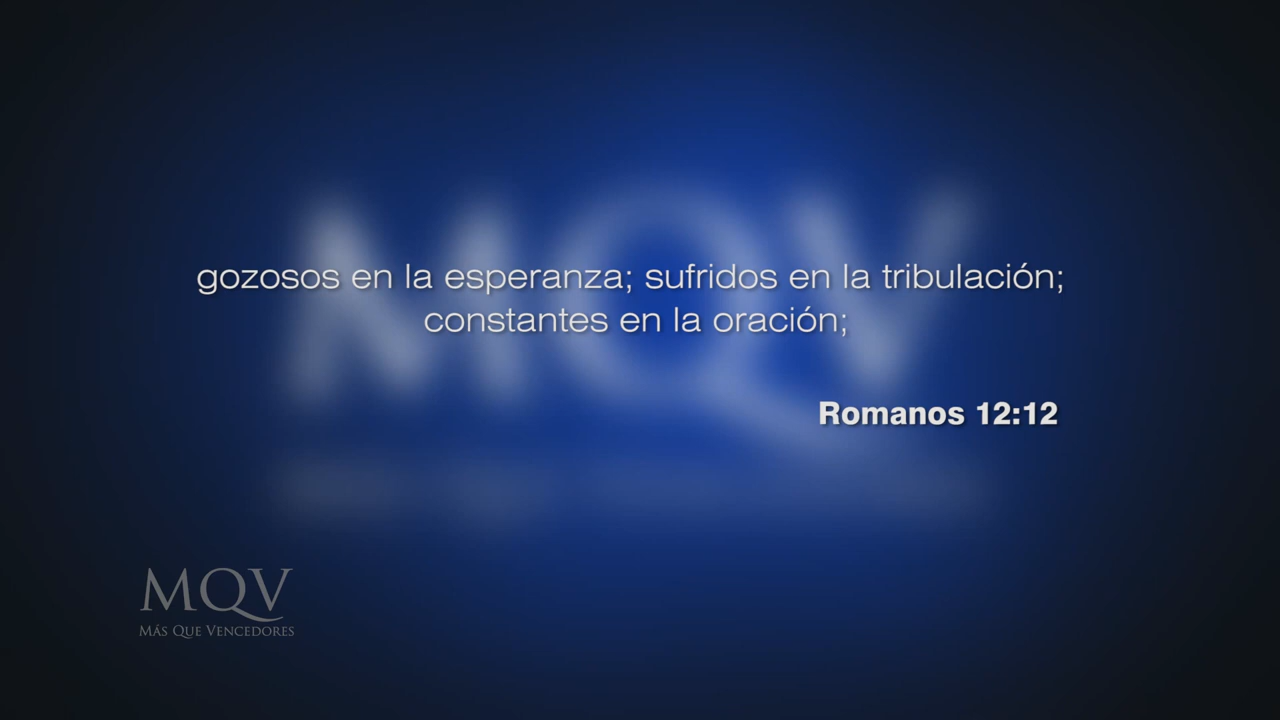 gozosos en la esperanza; sufridos en la tribulación;
constantes en la oración;
Romanos 12:12
MQV
MQV
MÁS QUE VENCEDORES